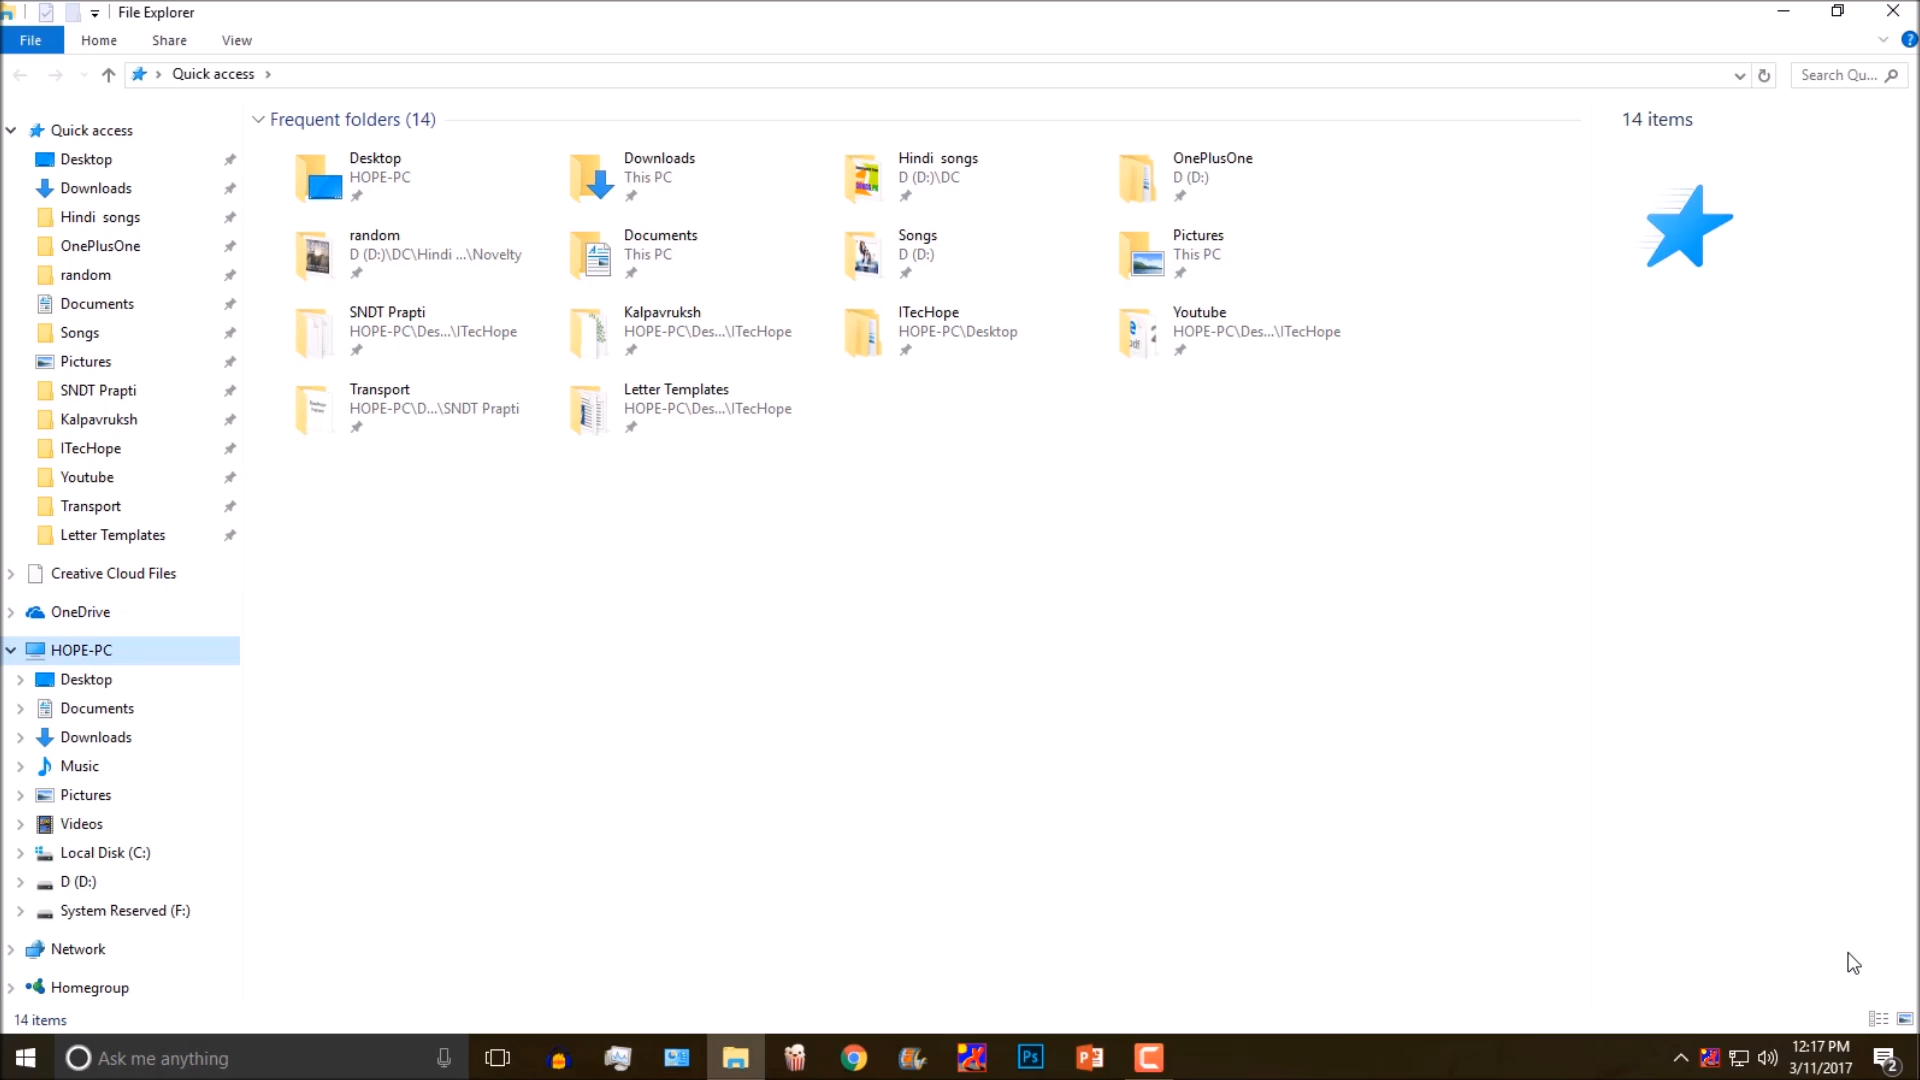 File Explorer
File Home Share View
Quick access
Search Qu...
Quick access
Desktop
Downloads
Hindi songs
OnePlusOne
random
Documents
Songs
Pictures
SNDT Prapti
Kalpavruksh
ITecHope
Youtube
Transport
Letter Templates
Creative Cloud Files
OneDrive
HOPE-PC
Desktop
Documents
Downloads
Music
Pictures
Videos
Local Disk (C:)
D (D:)
System Reserved (F:)
Network
Homegroup
Frequent folders (14)
Desktop
HOPE-PC
Downloads
This PC
Hindi songs
D (D:)\DC
OnePlusOne
D (D:)
random
D (D:)\DC\Hindi ...\Novelty
Documents
This PC
Songs
D (D:)
Pictures
This PC
SNDT Prapti
HOPE-PC\Des...\ITecHope
Kalpavruksh
HOPE-PC\Des...\ITecHope
ITecHope
HOPE-PC\Desktop
Youtube
HOPE-PC\Des...\ITecHope
Transport
HOPE-PC\D...\SNDT Prapti
Letter Templates
HOPE-PC\Des...\ITecHope
14 items
14 items
Ask me anything
Ps
12:17 PM
3/11/2017
2